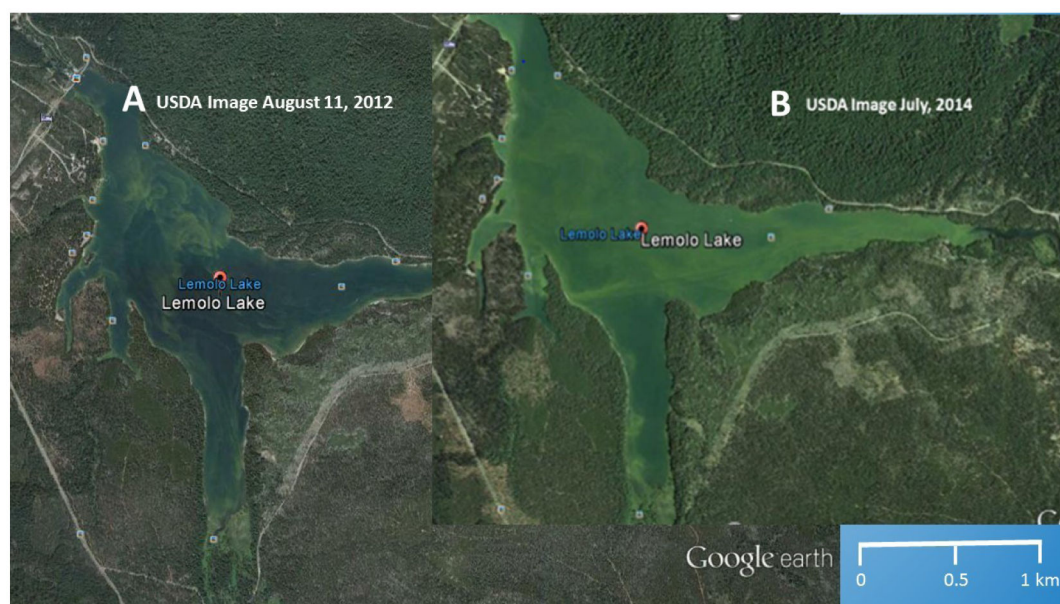 A USDA Image August 11, 2012
B USDA Image July, 2014
Lemolo Lake
Lemolo Lake
Lemolo Lake
Lemolo Lake
Google earth
0 0.5 1 km